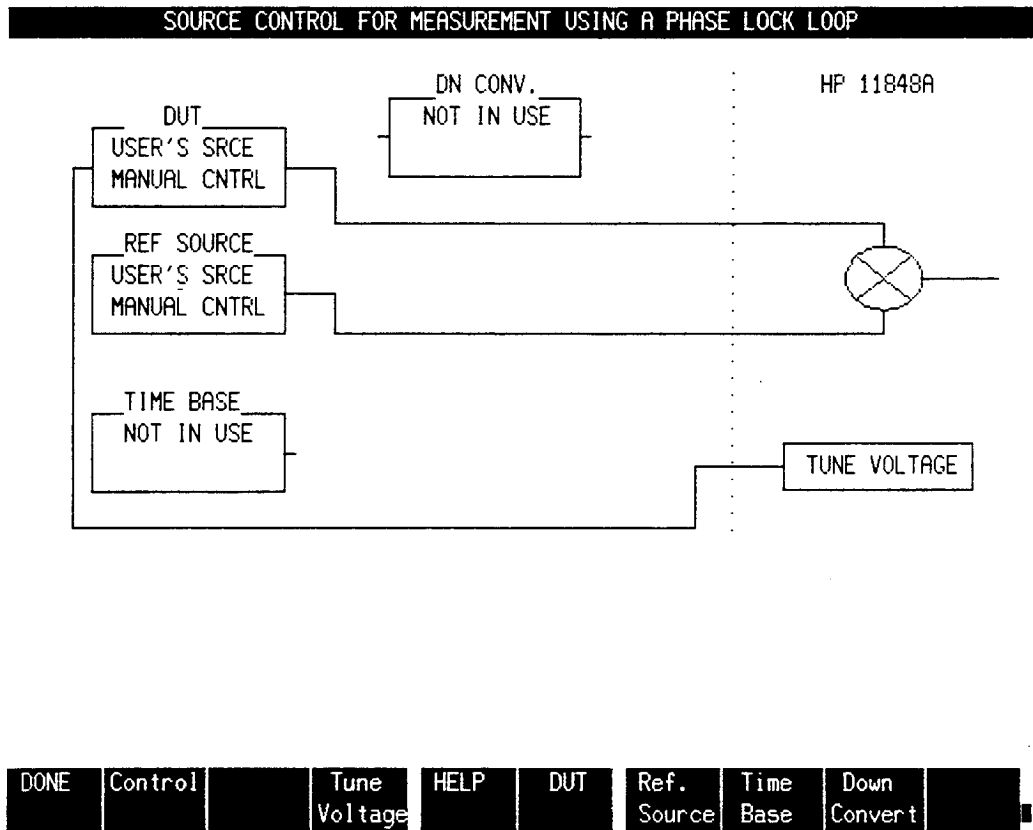 SOURCE CONTROL FOR MEASUREMENT USING A PHASE LOCK LOOP
DN CONV.
NOT IN USE
HP 11848A
DUT
USER'S SRCE
MANUAL CNTRL
REF SOURCE
USER'S SRCE
MANUAL CNTRL
TIME BASE
NOT IN USE
TUNE VOLTAGE
DONE
Control
Tune
Voltage
HELP
DUT
Ref.
Source
Time
Base
Down
Convert